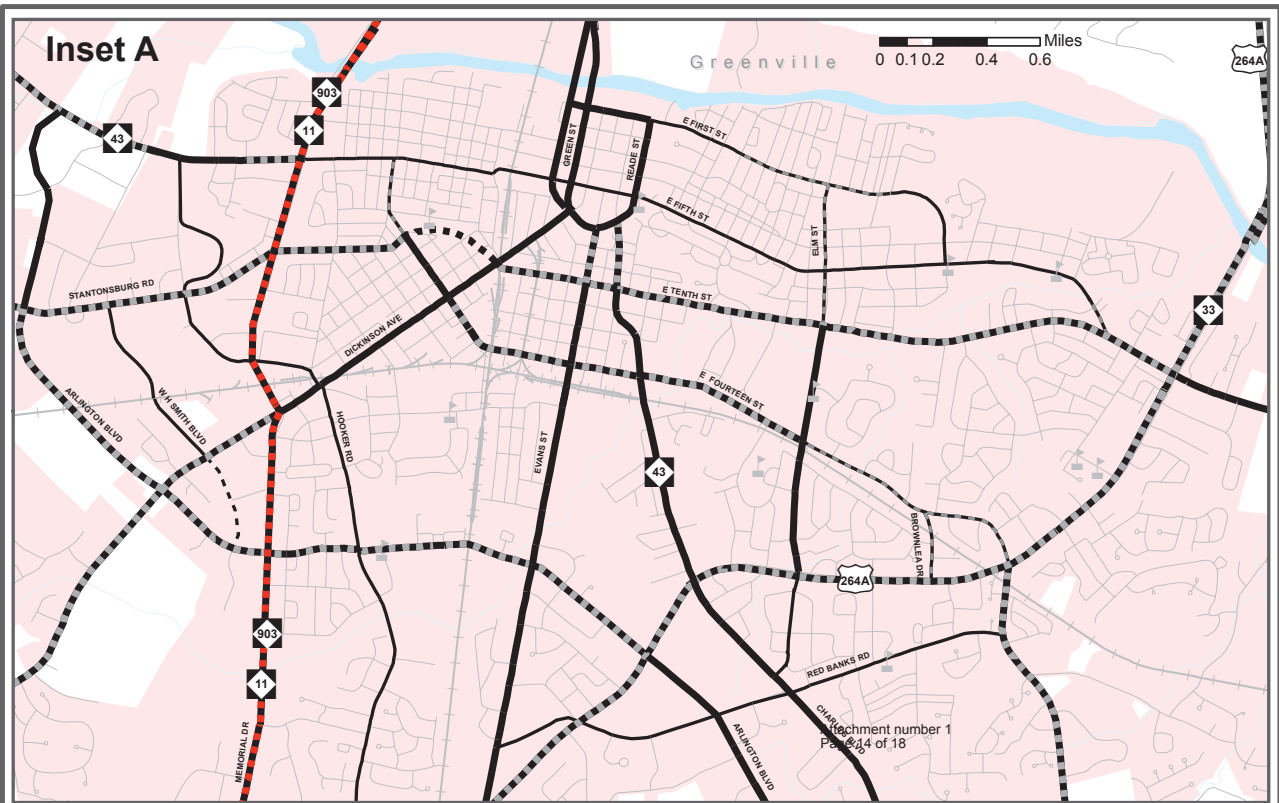 Inset A
Greenville
Miles
0 0.1 0.2 0.4 0.6
264A
903
11
43
E FIRST ST
GREEN ST
READE ST
E FIFTH ST
ELM ST
STANTONSBURG RD
E TENTH ST
33
DICKINSON AVE
E FOURTEEN ST
ARLINGTON BLVD
W H SMITH BLVD
HOOKER RD
EVANS ST
43
BROWNLEA DR
264A
903
RED BANKS RD
11
MEMORIAL DR
ARLINGTON BLVD
CHARLES BLVD
Attachment number 1
Page 14 of 18